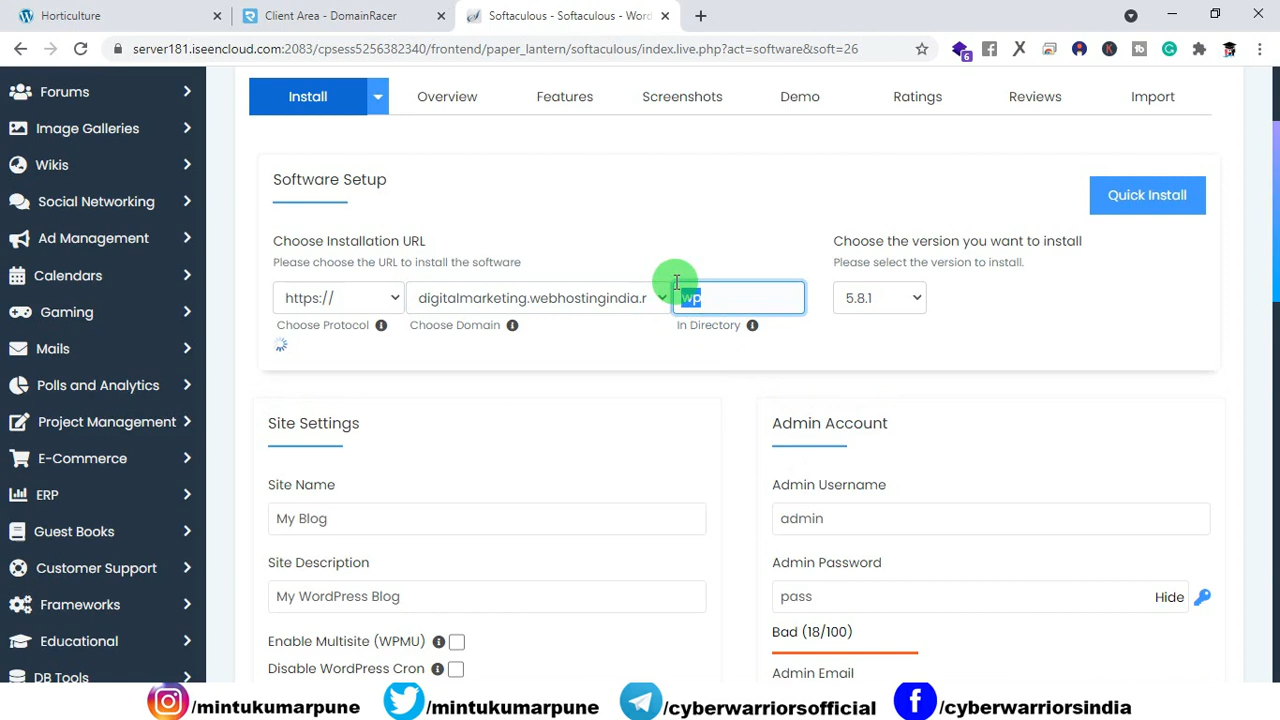 Horticulture
Client Area - DomainRacer
Softaculous - Softaculous - Word
server181.iseencloud.com:2083/cpsess5256382340/frontend/paper_lantern/softaculous/index.live.php?act=software&soft=26
6
Forums
Image Galleries
Wikis
Social Networking
Ad Management
Calendars
Gaming
Mails
Polls and Analytics
Project Management
E-Commerce
ERP
Guest Books
Customer Support
Frameworks
Educational
DB Tools
Install
Overview
Features
Screenshots
Demo
Ratings
Reviews
Import
Software Setup
Quick Install
Choose Installation URL
Please choose the URL to install the software
https://
digitalmarketing.webhostingindia.r
wp
Choose Protocol
Choose Domain
In Directory
Choose the version you want to install
Please select the version to install.
5.8.1
Site Settings
Site Name
My Blog
Site Description
My WordPress Blog
Enable Multisite (WPMU)
Disable WordPress Cron
Admin Account
Admin Username
admin
Admin Password
pass
Hide
Bad (18/100)
Admin Email
/mintukumarpune
/mintukumarpune
/cyberwarriorsofficial
/cyberwarriorsindia